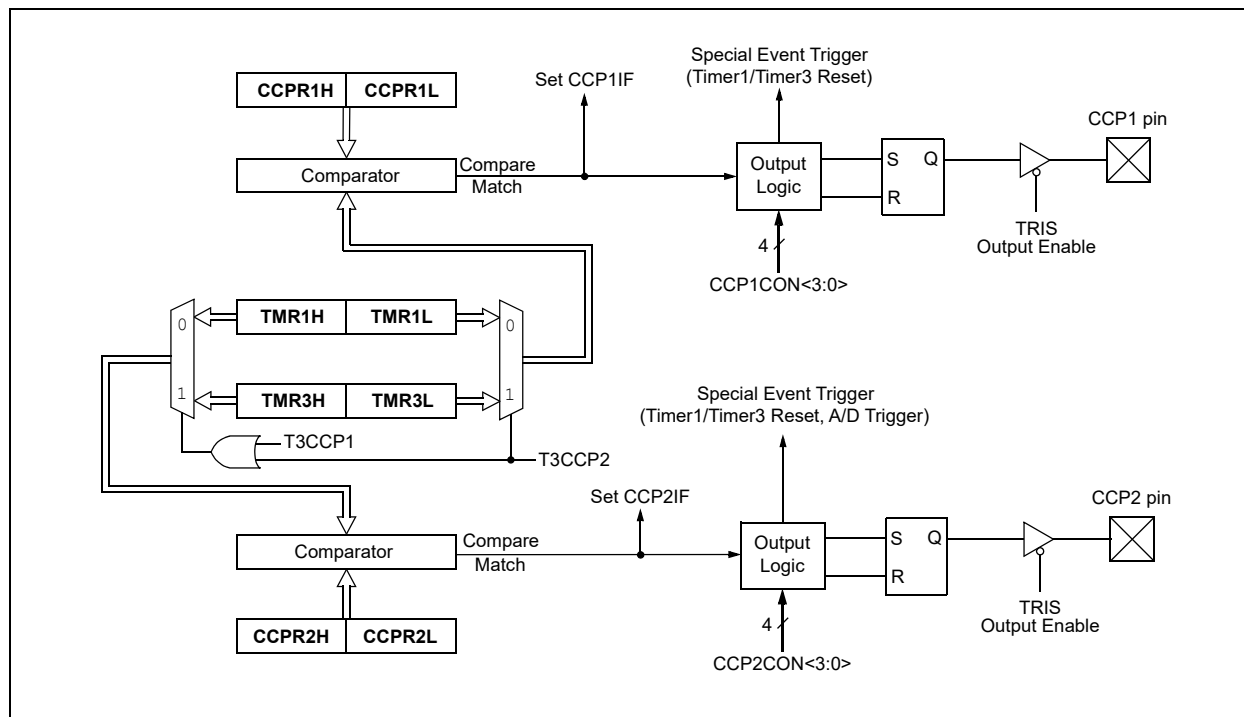 CCPR1H CCPR1L
Comparator
Compare
Match
Set CCP1IF
Special Event Trigger
(Timer1/Timer3 Reset)
Output
Logic
S Q
R
CCP1 pin
TRIS
Output Enable
4
CCP1CON<3:0>
0
1
TMR1H TMR1L
TMR3H TMR3L
0
1
T3CCP1
T3CCP2
Comparator
CCPR2H CCPR2L
Compare
Match
Set CCP2IF
Special Event Trigger
(Timer1/Timer3 Reset, A/D Trigger)
Output
Logic
S Q
R
CCP2 pin
TRIS
Output Enable
4
CCP2CON<3:0>